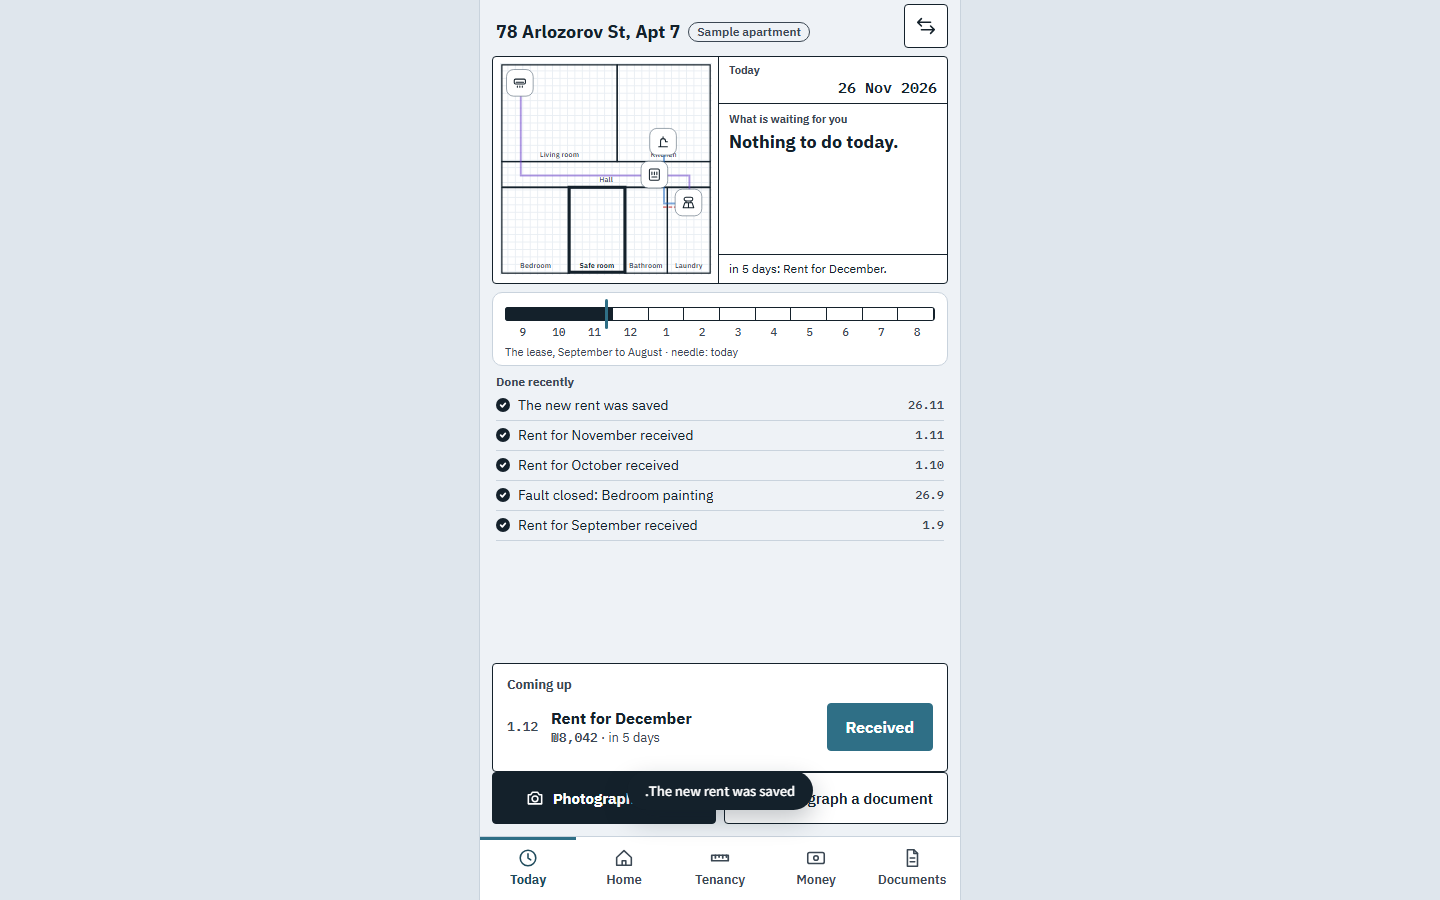 78 Arlozorov St, Apt 7
Sample apartment
Living room
Hall
Bedroom
Safe room
Bathroom
Laundry
Today
26 Nov 2026
What is waiting for you
Nothing to do today.
in 5 days: Rent for December.
9 10 11 12 1 2 3 4 5 6 7 8
The lease, September to August · needle: today
Done recently
The new rent was saved 26.11
Rent for November received 1.11
Rent for October received 1.10
Fault closed: Bedroom painting 26.9
Rent for September received 1.9
Coming up
1.12
Rent for December
₪8,042 · in 5 days
Received
.The new rent was saved
a document
Today
Home
Tenancy
Money
Documents